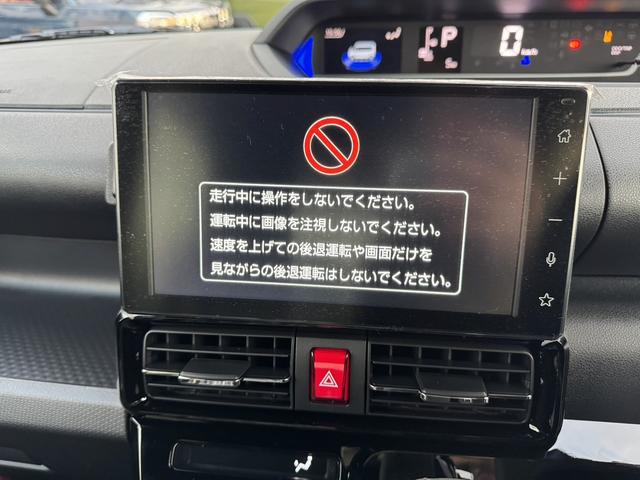 P
0
km/h
走行中に操作をしないでください。
運転中に画像を注視しないでください。
速度を上げての後退運転や画面だけを
見ながらの後退運転はしないでください。